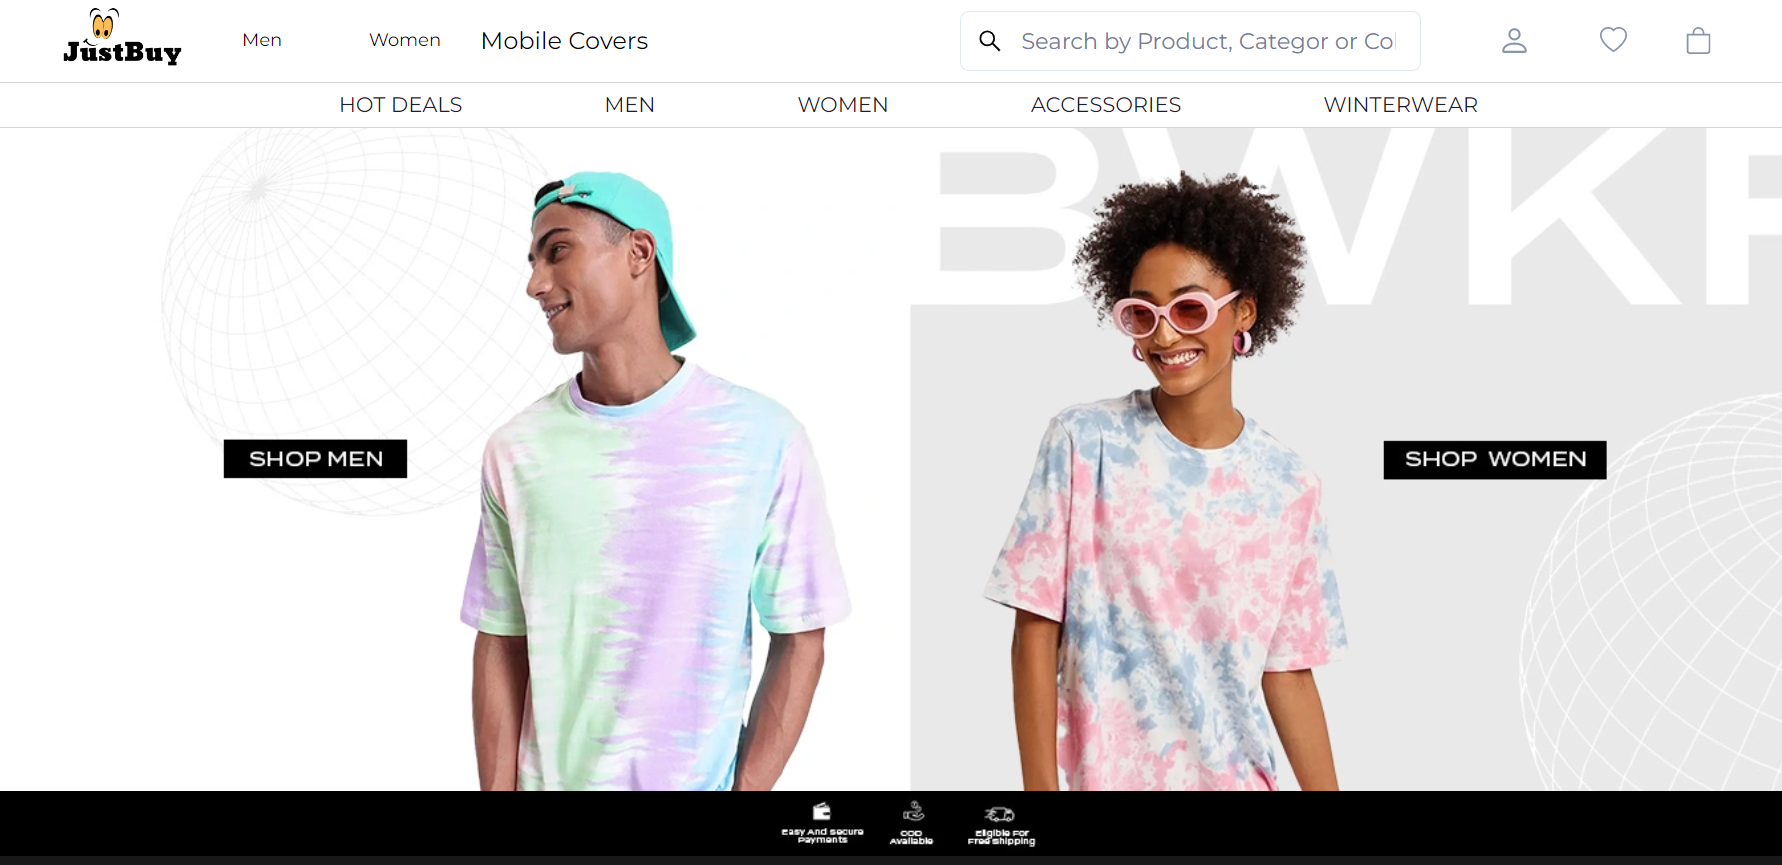 JustBuy
Men
Women
Mobile Covers
Search by Product, Categor or Col
HOT DEALS
MEN
WOMEN
ACCESSORIES
WINTERWEAR
BWKF
SHOP MEN
SHOP WOMEN
Easy And Secure
Payments
COD
Available
Eligible For
Free Shipping